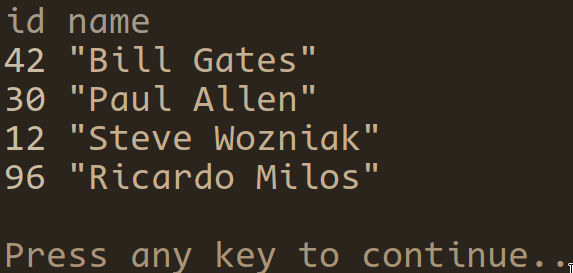 id name
42 "Bill Gates"
30 "Paul Allen"
12 "Steve Wozniak"
96 "Ricardo Milos"
Press any key to continue..